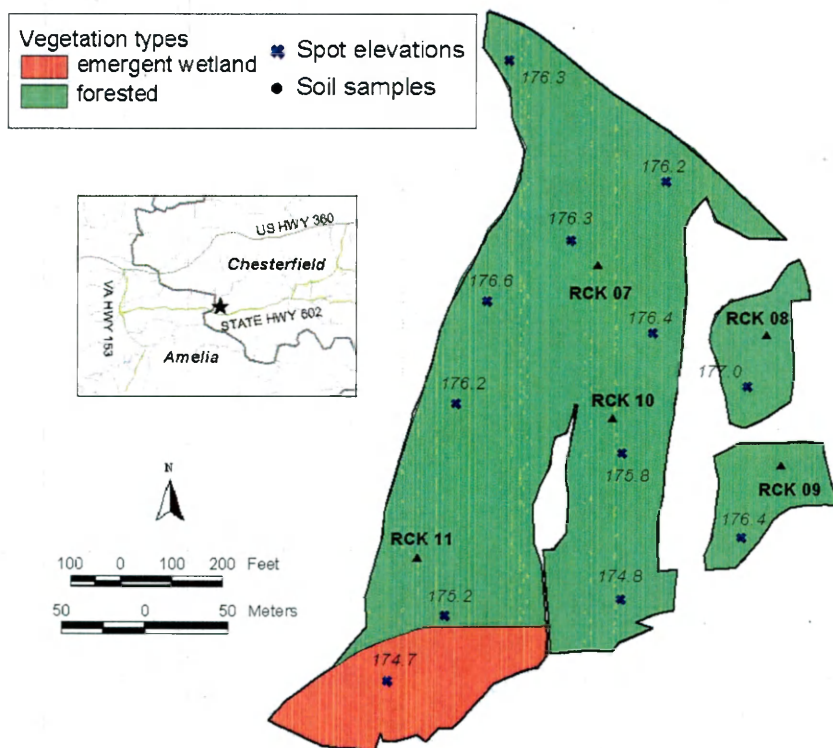 Vegetation types
emergent wetland
forested
Spot elevations
Soil samples
US HWY 360
Chesterfield
VA HWY 153
STATE HWY 602
Amelia
N
100 0 100 200 Feet
50 0 50 Meters
176.3
176.2
176.3
RCK 07
176.6
176.4
RCK 08
177.0
176.2
RCK 10
175.8
RCK 09
176.4
RCK 11
174.8
175.2
174.7